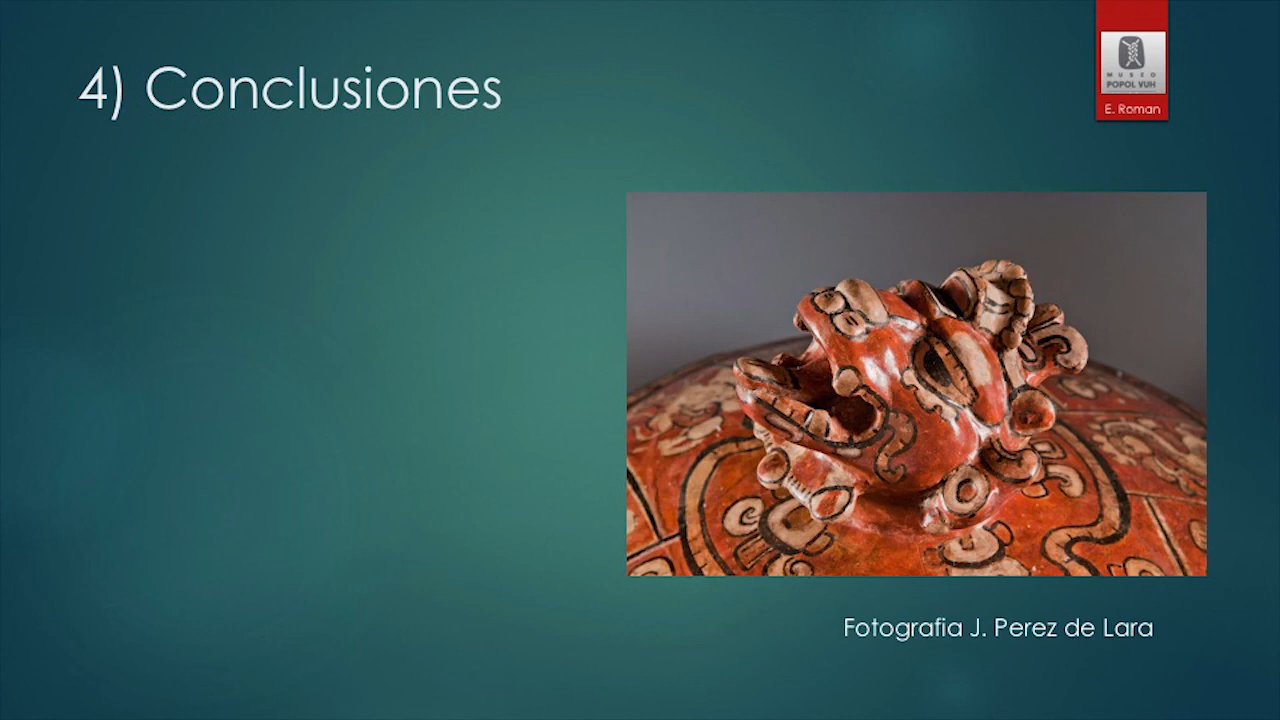 4) Conclusiones
MUSEO
POPOL VUH
E. Roman
Fotografia J. Perez de Lara